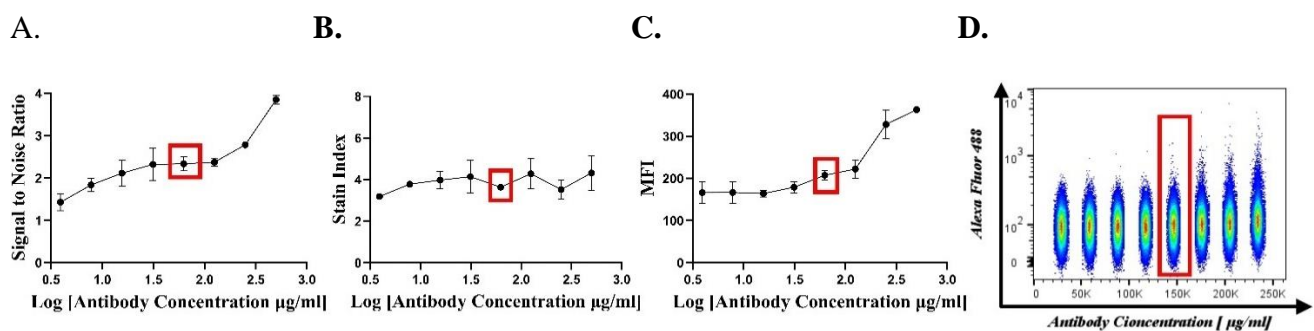 A.
B.
C.
D.
Signal to Noise Ratio
4
3
2
1
0
0.5
1.0
1.5
2.0
2.5
3.0
Log [Antibody Concentration µg/ml]
Stain Index
8
6
4
2
0
0.5
1.0
1.5
2.0
2.5
3.0
Log [Antibody Concentration µg/ml]
MFI
400
300
200
100
0
0.5
1.0
1.5
2.0
2.5
3.0
Log [Antibody Concentration µg/ml]
Alexa Fluor 488
10^4
10^3
10^2
0
0
50K
100K
150K
200K
250K
Antibody Cioncentration [ µg/ml]